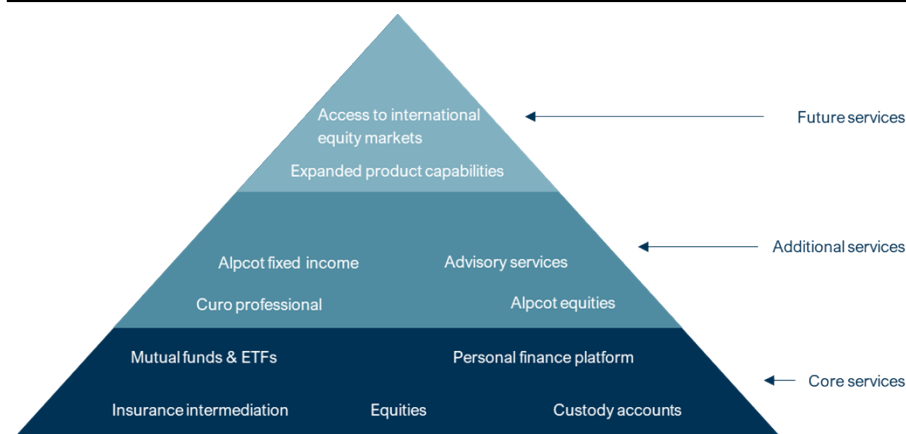 Access to international
equity markets
Expanded product capabilities
Future services
Alpcot fixed income
Advisory services
Curo professional
Alpcot equities
Additional services
Mutual funds & ETFs
Personal finance platform
Insurance intermediation
Equities
Custody accounts
Core services